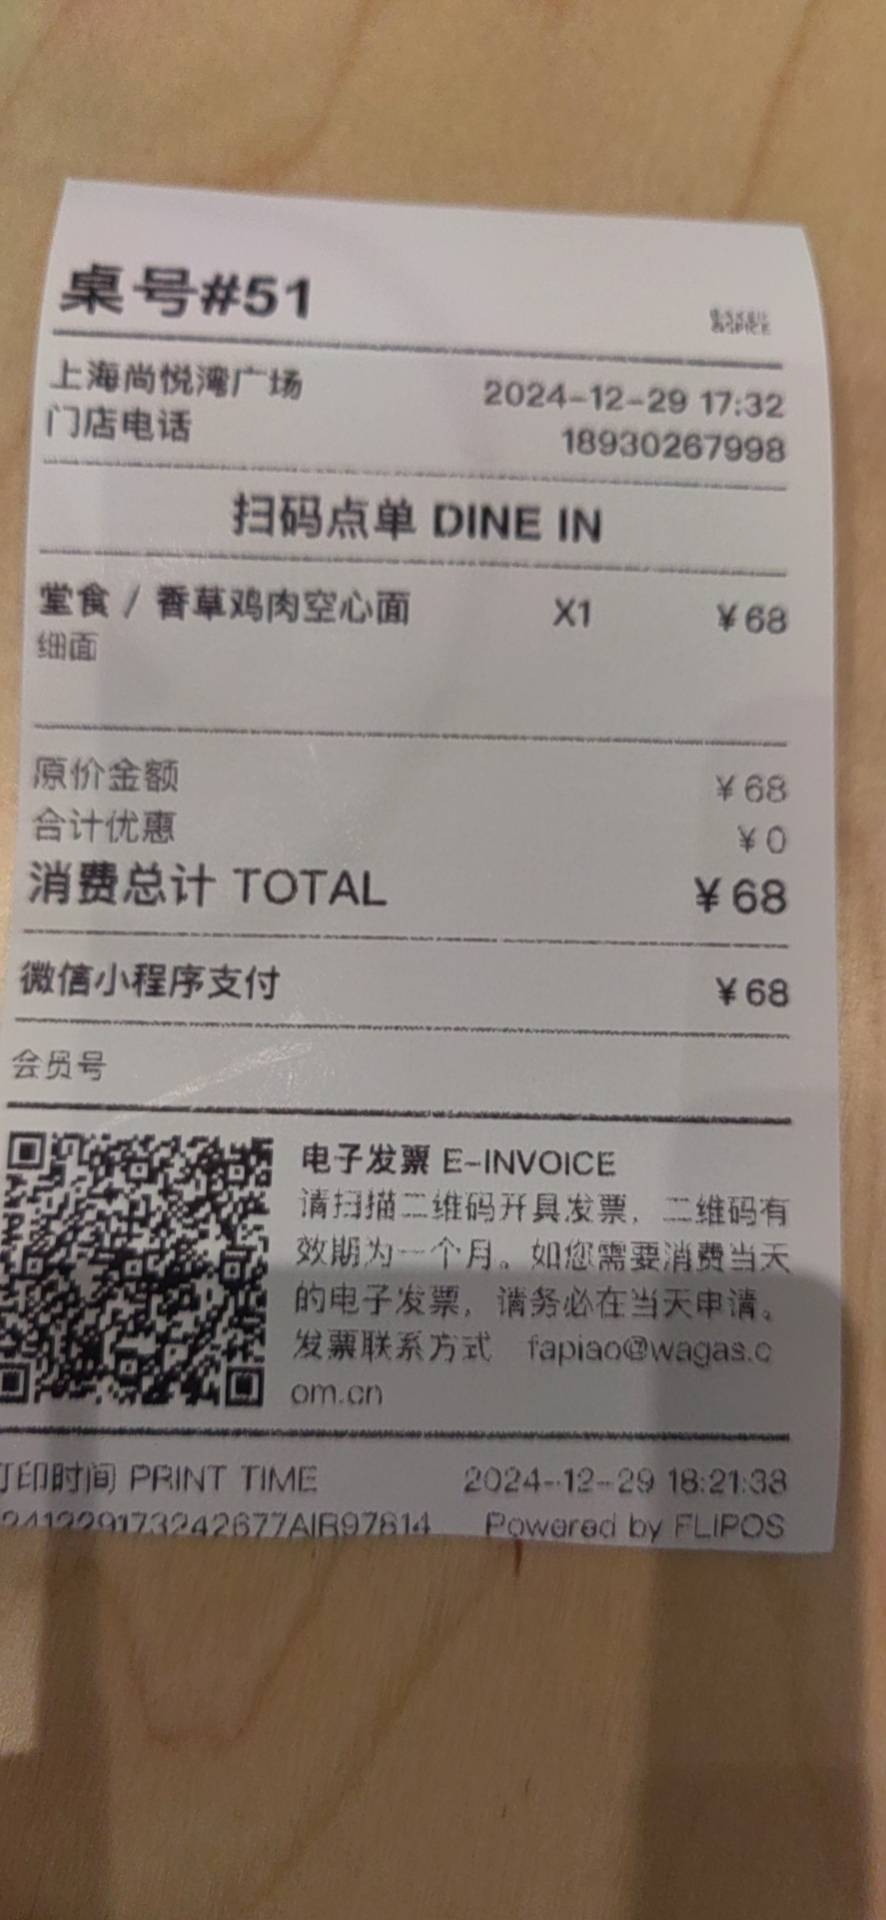 桌号#51
上海尚悦湾广场 2024-12-29 17:32
门店电话 18930267998
扫码点单 DINE IN
堂食 / 香草鸡肉空心面 X1 ¥68
细面
原价金额 ¥68
合计优惠 ¥0
消费总计 TOTAL ¥68
微信小程序支付 ¥68
会员号
电子发票 E-INVOICE
请扫描二维码开具发票，二维码有
效期为一个月。如您需要消费当天
的电子发票，请务必在当天申请。
发票联系方式 fapiao@wagas.c
om.cn
打印时间 PRINT TIME 2024-12-29 18:21:38
241229173242677AIR97814 Powered by FLIPOS